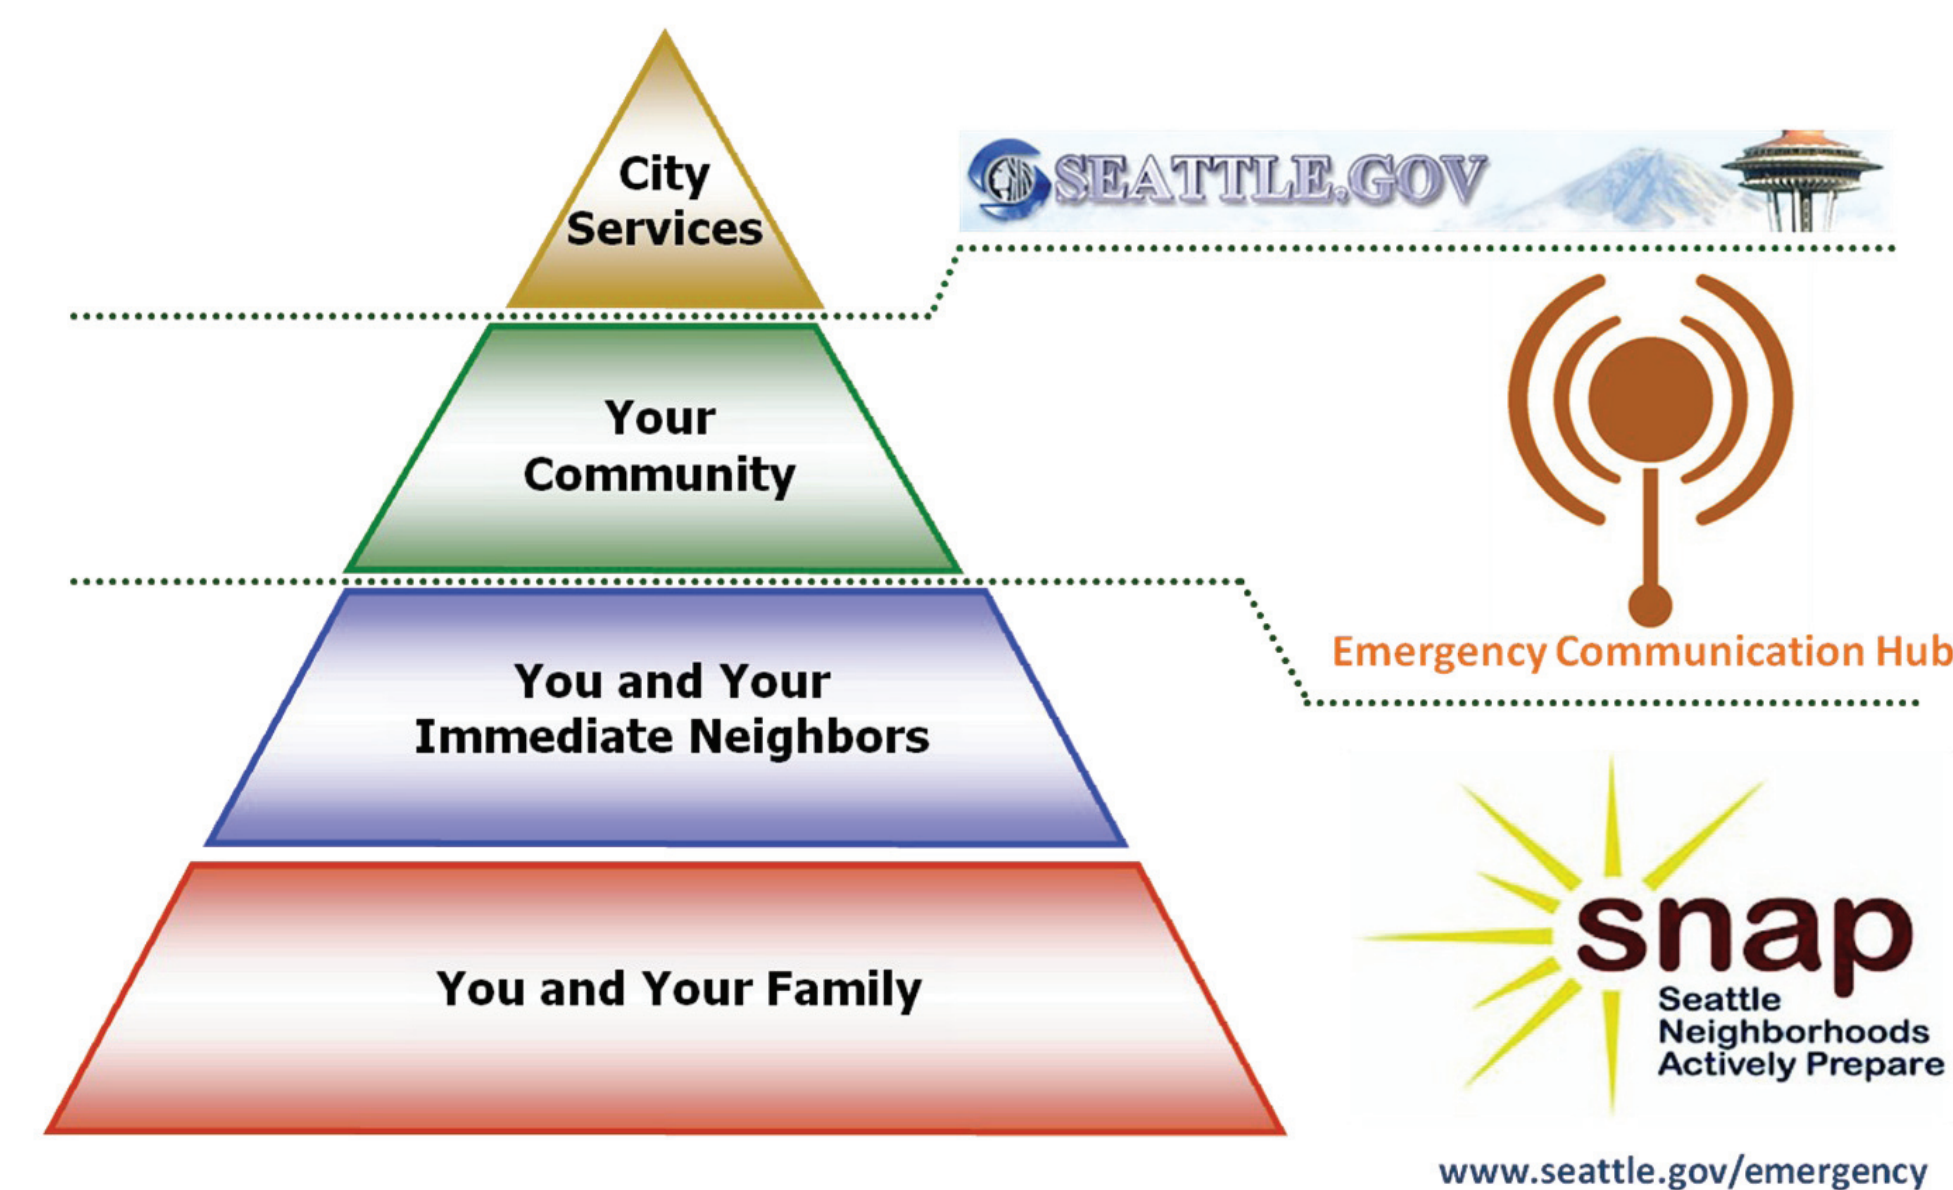 City
Services
SEATTLE.GOV
Your
Community
Emergency Communication Hub
You and Your
Immediate Neighbors
You and Your Family
snap
Seattle
Neighborhoods
Actively Prepare
www.seattle.gov/emergency